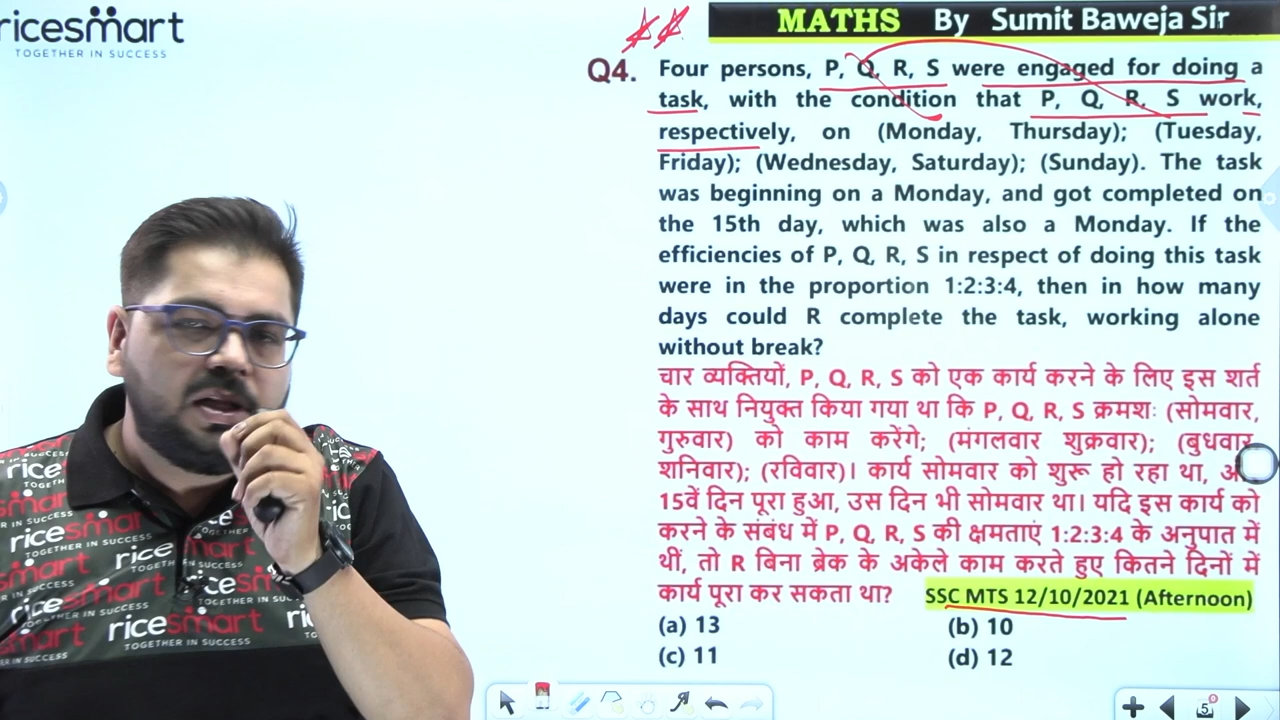 ricesmart
TOGETHER IN SUCCESS
MATHS By Sumit Baweja Sir
Q4. Four persons, P, Q, R, S were engaged for doing a
task, with the condition that P, Q, R, S work,
respectively, on (Monday, Thursday); (Tuesday,
Friday); (Wednesday, Saturday); (Sunday). The task
was beginning on a Monday, and got completed on
the 15th day, which was also a Monday. If the
efficiencies of P, Q, R, S in respect of doing this task
were in the proportion 1:2:3:4, then in how many
days could R complete the task, working alone
without break?
चार व्यक्तियों, P, Q, R, S को एक कार्य करने के लिए इस शर्त
के साथ नियुक्त किया गया था कि P, Q, R, S क्रमशः (सोमवार,
गुरुवार) को काम करेंगे; (मंगलवार शुक्रवार); (बुधवार,
शनिवार); (रविवार)। कार्य सोमवार को शुरू हो रहा था,
15वें दिन पूरा हुआ, उस दिन भी सोमवार था। यदि इस कार्य को
करने के संबंध में P, Q, R, S की क्षमताएं 1:2:3:4 के अनुपात में
थीं, तो R बिना ब्रेक के अकेले काम करते हुए कितने दिनों में
कार्य पूरा कर सकता था? SSC MTS 12/10/2021 (Afternoon)
(a) 13 (b) 10
(c) 11 (d) 12